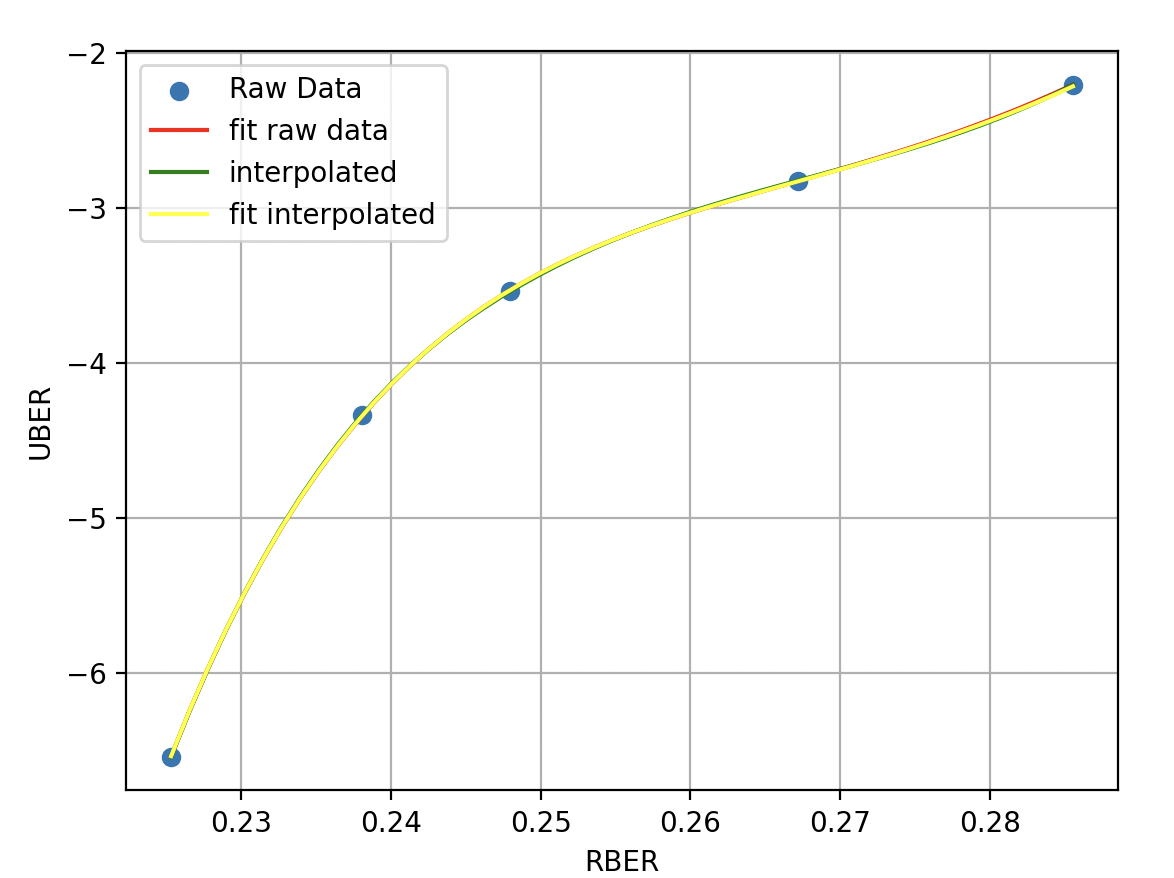 −2
Raw Data
fit raw data
interpolated
fit interpolated
−3
−4
−5
−6
UBER
0.23 0.24 0.25 0.26 0.27 0.28
RBER